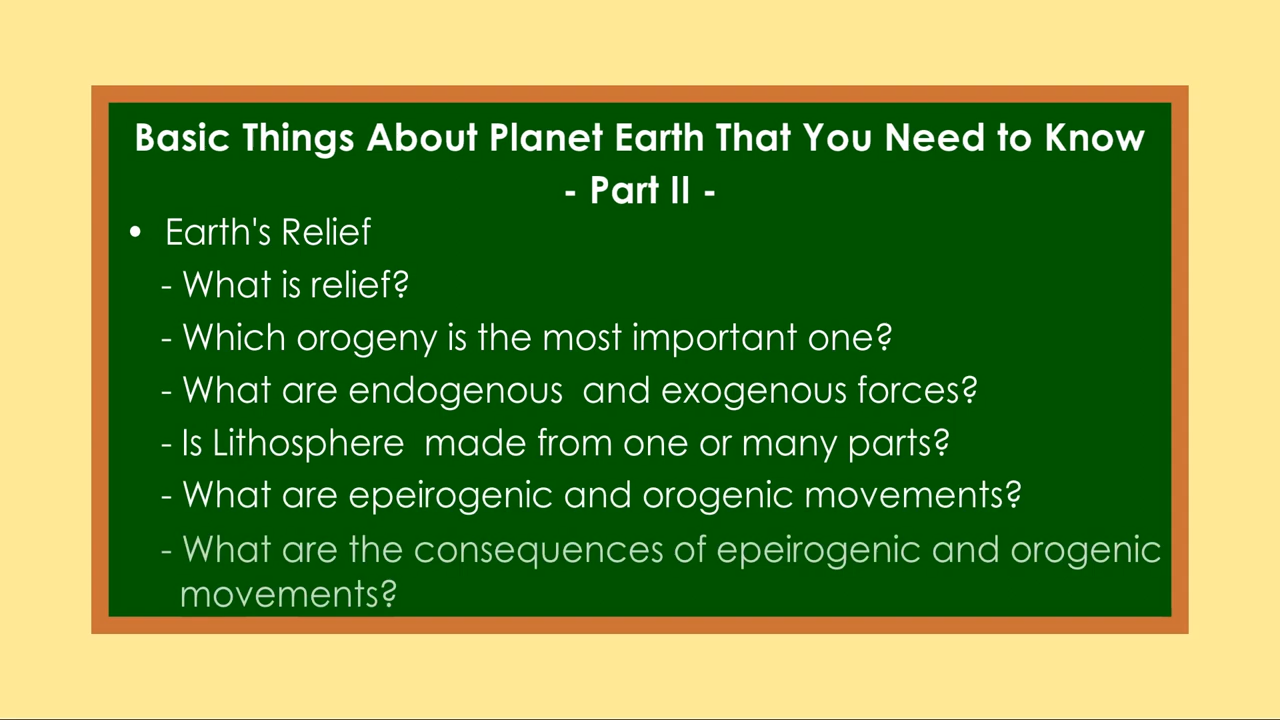 Basic Things About Planet Earth That You Need to Know
- Part II -
• Earth's Relief
- What is relief?
- Which orogeny is the most important one?
- What are endogenous  and exogenous forces?
- Is Lithosphere  made from one or many parts?
- What are epeirogenic and orogenic movements?
- What are the consequences of epeirogenic and orogenic
movements?